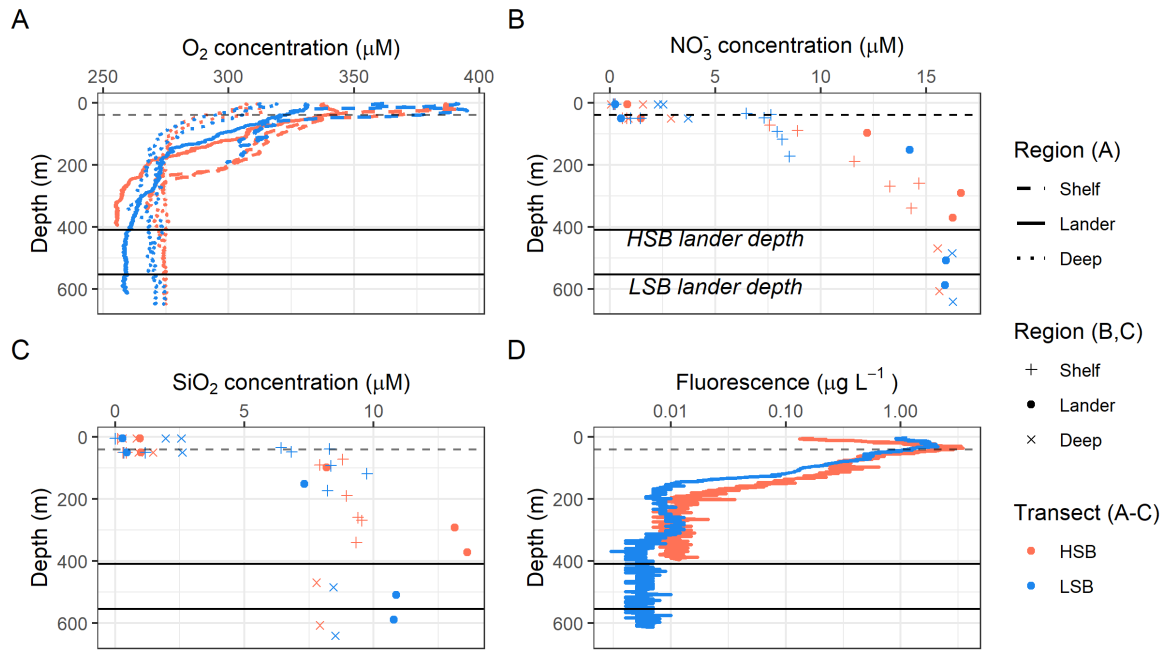 A
O₂ concentration (μM)
250 300 350 400
0
200
400
600
Depth (m)
B
NO₃⁻ concentration (μM)
0 5 10 15
0
200
400
600
Depth (m)
HSB lander depth
LSB lander depth
C
SiO₂ concentration (μM)
0 5 10
0
200
400
600
Depth (m)
D
Fluorescence (μg L⁻¹ )
0.01 0.10 1.00
0
200
400
600
Depth (m)
Region (A)
Shelf
Lander
Deep
Region (B,C)
Shelf
Lander
Deep
Transect (A-C)
HSB
LSB